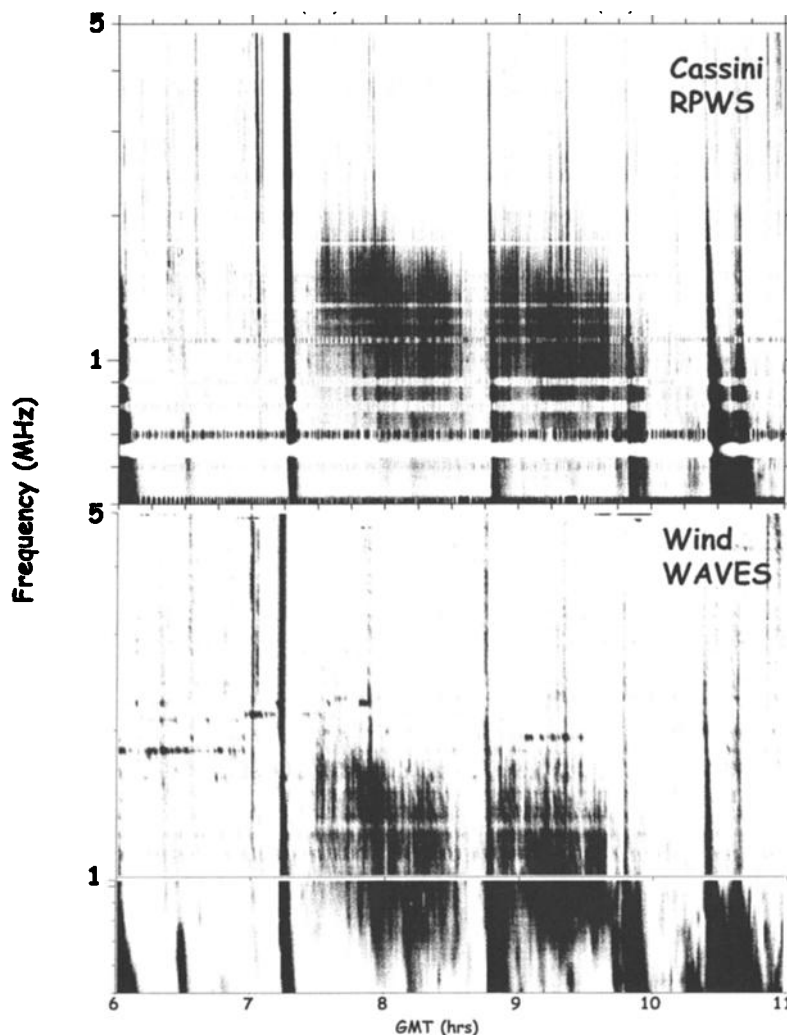 5
Cassini
RPWS
1
Frequency (MHz)
5
Wind
WAVES
1
6 7 8 9 10 11
GMT (hrs)